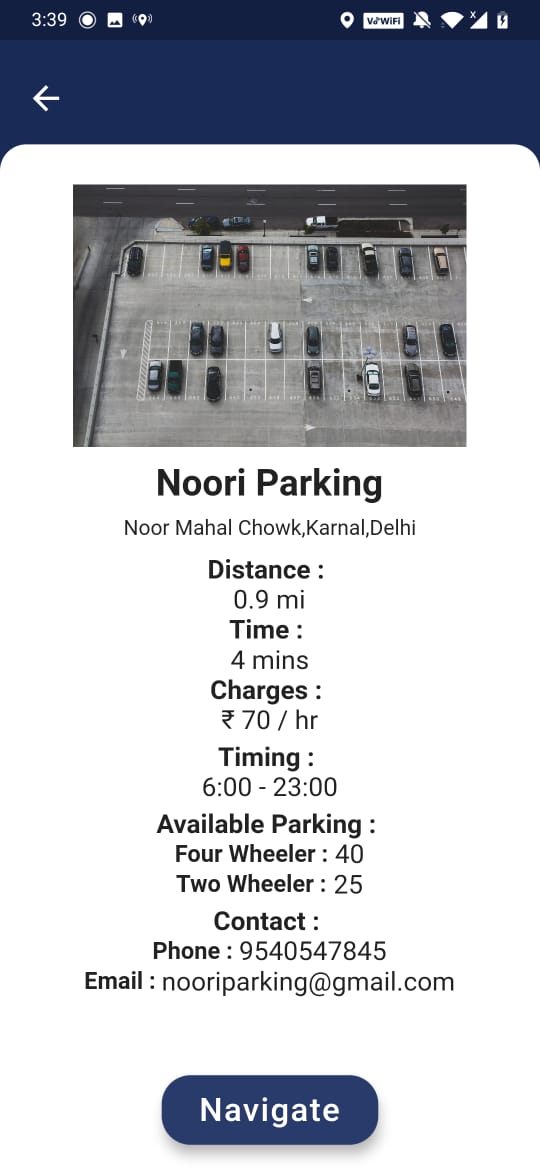 3:39
VoWiFi
x
Noori Parking
Noor Mahal Chowk,Karnal,Delhi
Distance :
0.9 mi
Time :
4 mins
Charges :
₹ 70 / hr
Timing :
6:00 - 23:00
Available Parking :
Four Wheeler : 40
Two Wheeler : 25
Contact :
Phone : 9540547845
Email : nooriparking@gmail.com
Navigate